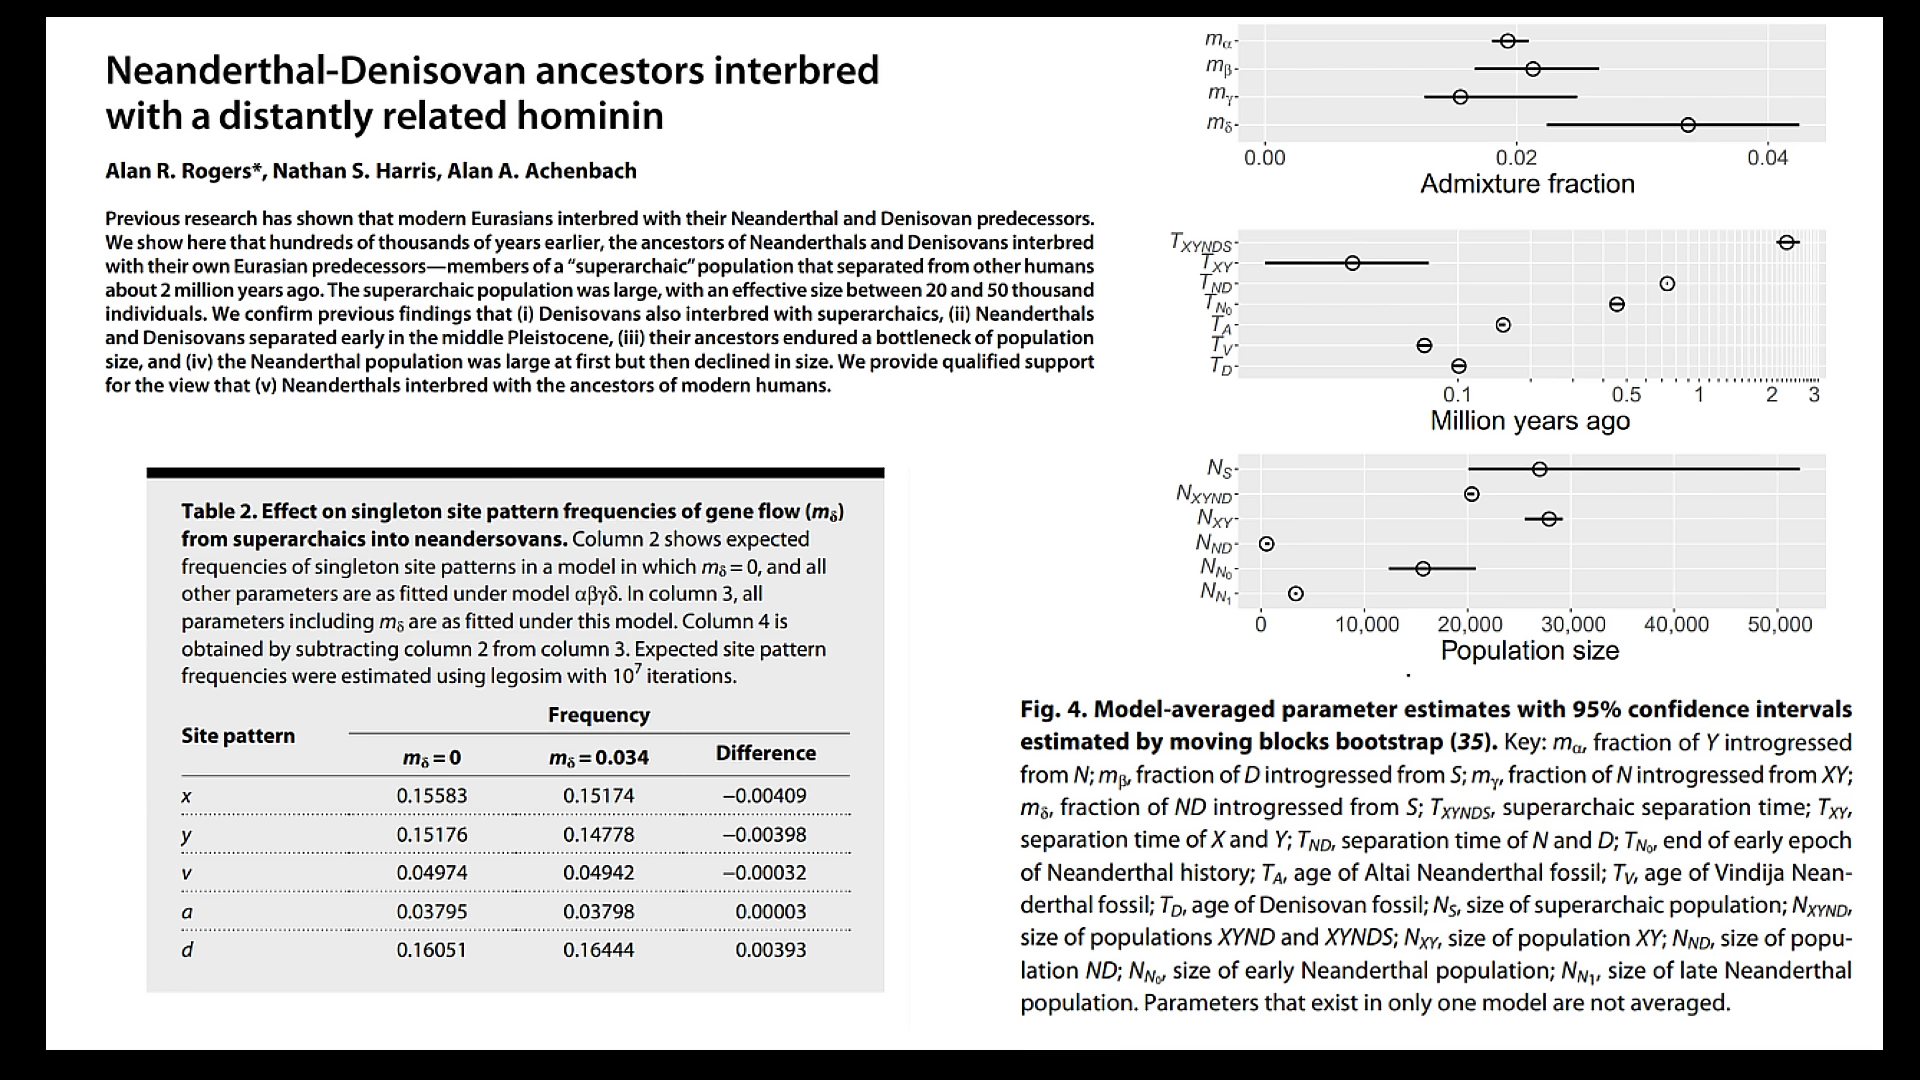 Neanderthal-Denisovan ancestors interbred
with a distantly related hominin
Alan R. Rogers*, Nathan S. Harris, Alan A. Achenbach
Previous research has shown that modern Eurasians interbred with their Neanderthal and Denisovan predecessors.
We show here that hundreds of thousands of years earlier, the ancestors of Neanderthals and Denisovans interbred
with their own Eurasian predecessors—members of a “superarchaic” population that separated from other humans
about 2 million years ago. The superarchaic population was large, with an effective size between 20 and 50 thousand
individuals. We confirm previous findings that (i) Denisovans also interbred with superarchaics, (ii) Neanderthals
and Denisovans separated early in the middle Pleistocene, (iii) their ancestors endured a bottleneck of population
size, and (iv) the Neanderthal population was large at first but then declined in size. We provide qualified support
for the view that (v) Neanderthals interbred with the ancestors of modern humans.
Table 2. Effect on singleton site pattern frequencies of gene flow (mδ)
from superarchaics into neandersovans. Column 2 shows expected
frequencies of singleton site patterns in a model in which mδ = 0, and all
other parameters are as fitted under model αβγδ. In column 3, all
parameters including mδ are as fitted under this model. Column 4 is
obtained by subtracting column 2 from column 3. Expected site pattern
frequencies were estimated using legosim with 10⁷ iterations.
Site pattern Frequency
mδ = 0 mδ = 0.034 Difference
x 0.15583 0.15174 −0.00409
y 0.15176 0.14778 −0.00398
v 0.04974 0.04942 −0.00032
a 0.03795 0.03798 0.00003
d 0.16051 0.16444 0.00393
mα
mβ
mγ
mδ
0.00 0.02 0.04
Admixture fraction
TXYNDS
TXY
TND
TN0
TA
TV
TD
0.1 0.5 1 2 3
Million years ago
NS
NXYND
NXY
NND
NN0
NN1
0 10,000 20,000 30,000 40,000 50,000
Population size
Fig. 4. Model-averaged parameter estimates with 95% confidence intervals
estimated by moving blocks bootstrap (35). Key: mα, fraction of Y introgressed
from N; mβ, fraction of D introgressed from S; mγ, fraction of N introgressed from XY;
mδ, fraction of ND introgressed from S; TXYNDS, superarchaic separation time; TXY,
separation time of X and Y; TND, separation time of N and D; TN0, end of early epoch
of Neanderthal history; TA, age of Altai Neanderthal fossil; TV, age of Vindija Nean-
derthal fossil; TD, age of Denisovan fossil; NS, size of superarchaic population; NXYND,
size of populations XYND and XYNDS; NXY, size of population XY; NND, size of popu-
lation ND; NN0, size of early Neanderthal population; NN1, size of late Neanderthal
population. Parameters that exist in only one model are not averaged.